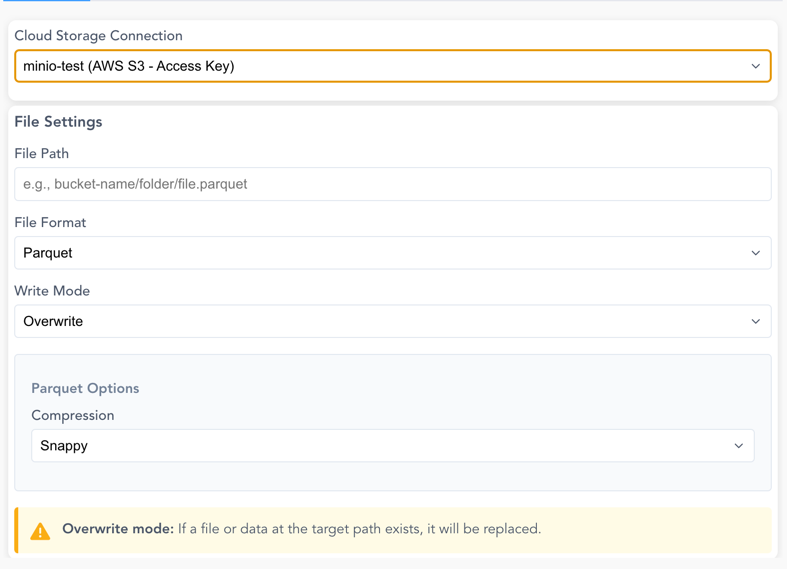 Cloud Storage Connection
minio-test (AWS S3 - Access Key)
File Settings
File Path
e.g., bucket-name/folder/file.parquet
File Format
Parquet
Write Mode
Overwrite
Parquet Options
Compression
Snappy
Overwrite mode: If a file or data at the target path exists, it will be replaced.